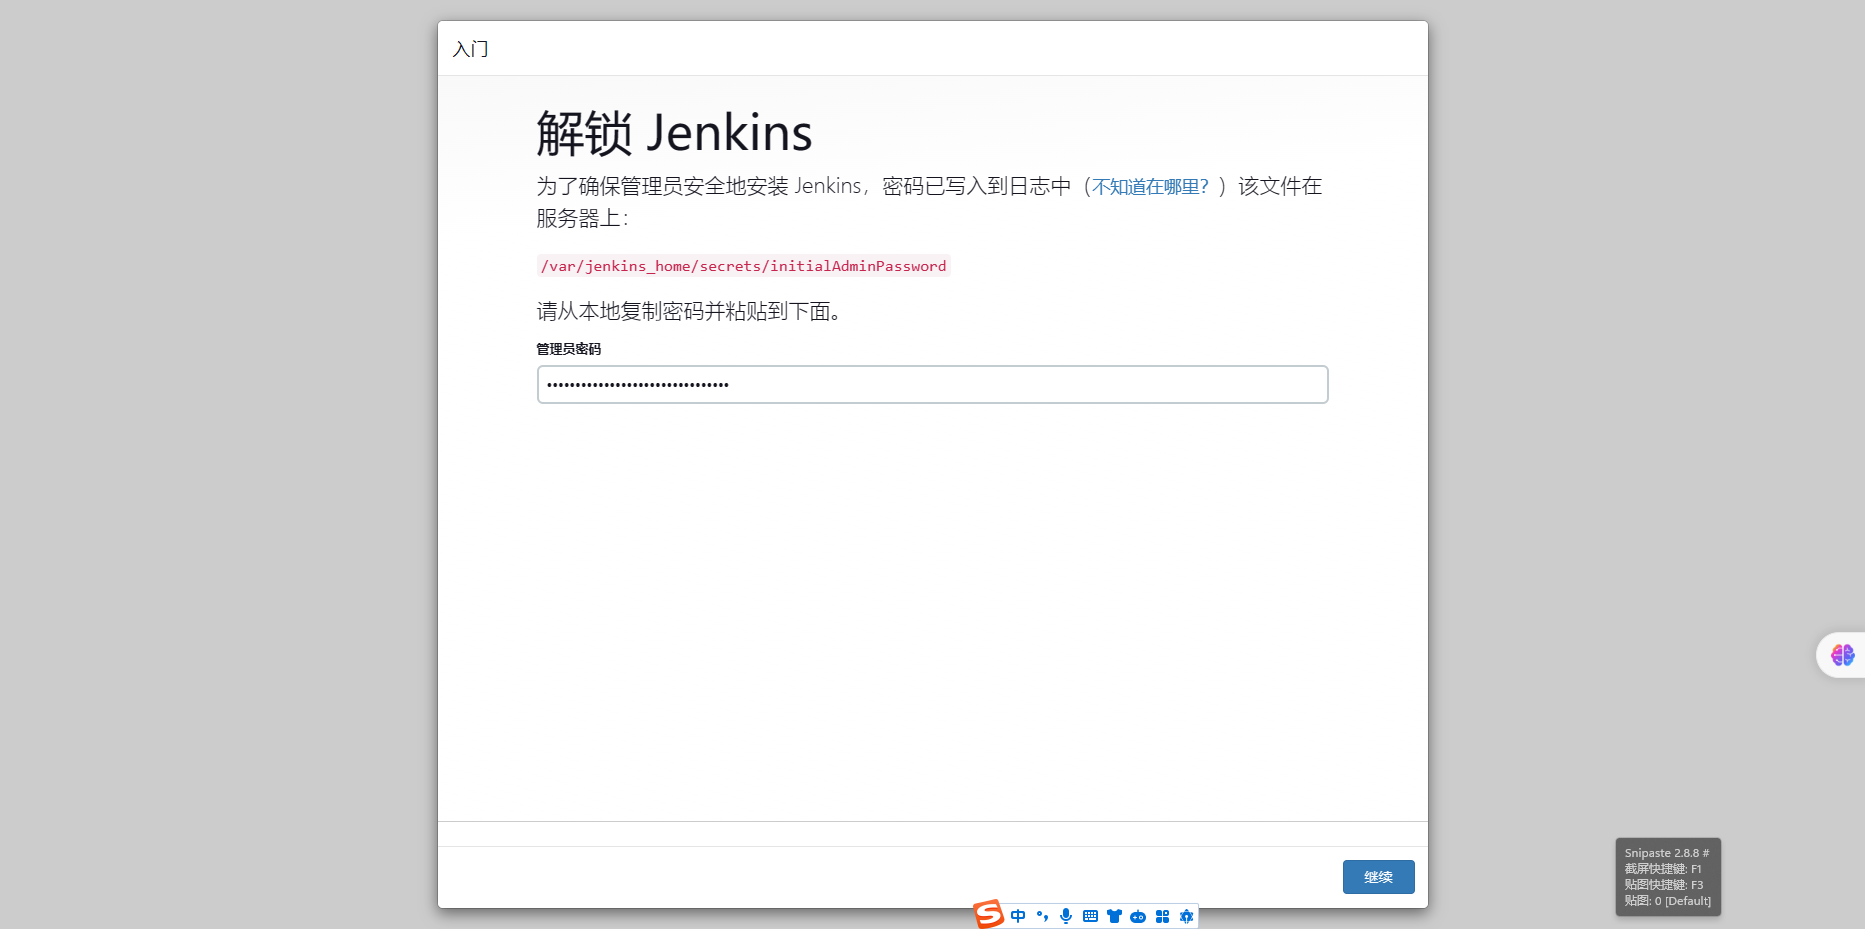 入门
解锁 Jenkins
为了确保管理员安全地安装 Jenkins，密码已写入到日志中（不知道在哪里？）该文件在
服务器上：
/var/jenkins_home/secrets/initialAdminPassword
请从本地复制密码并粘贴到下面。
管理员密码
••••••••••••••••••••••••••••••••
继续
Snipaste 2.8.8 #
截屏快捷键: F1
贴图快捷键: F3
贴图: 0 [Default]
S 中